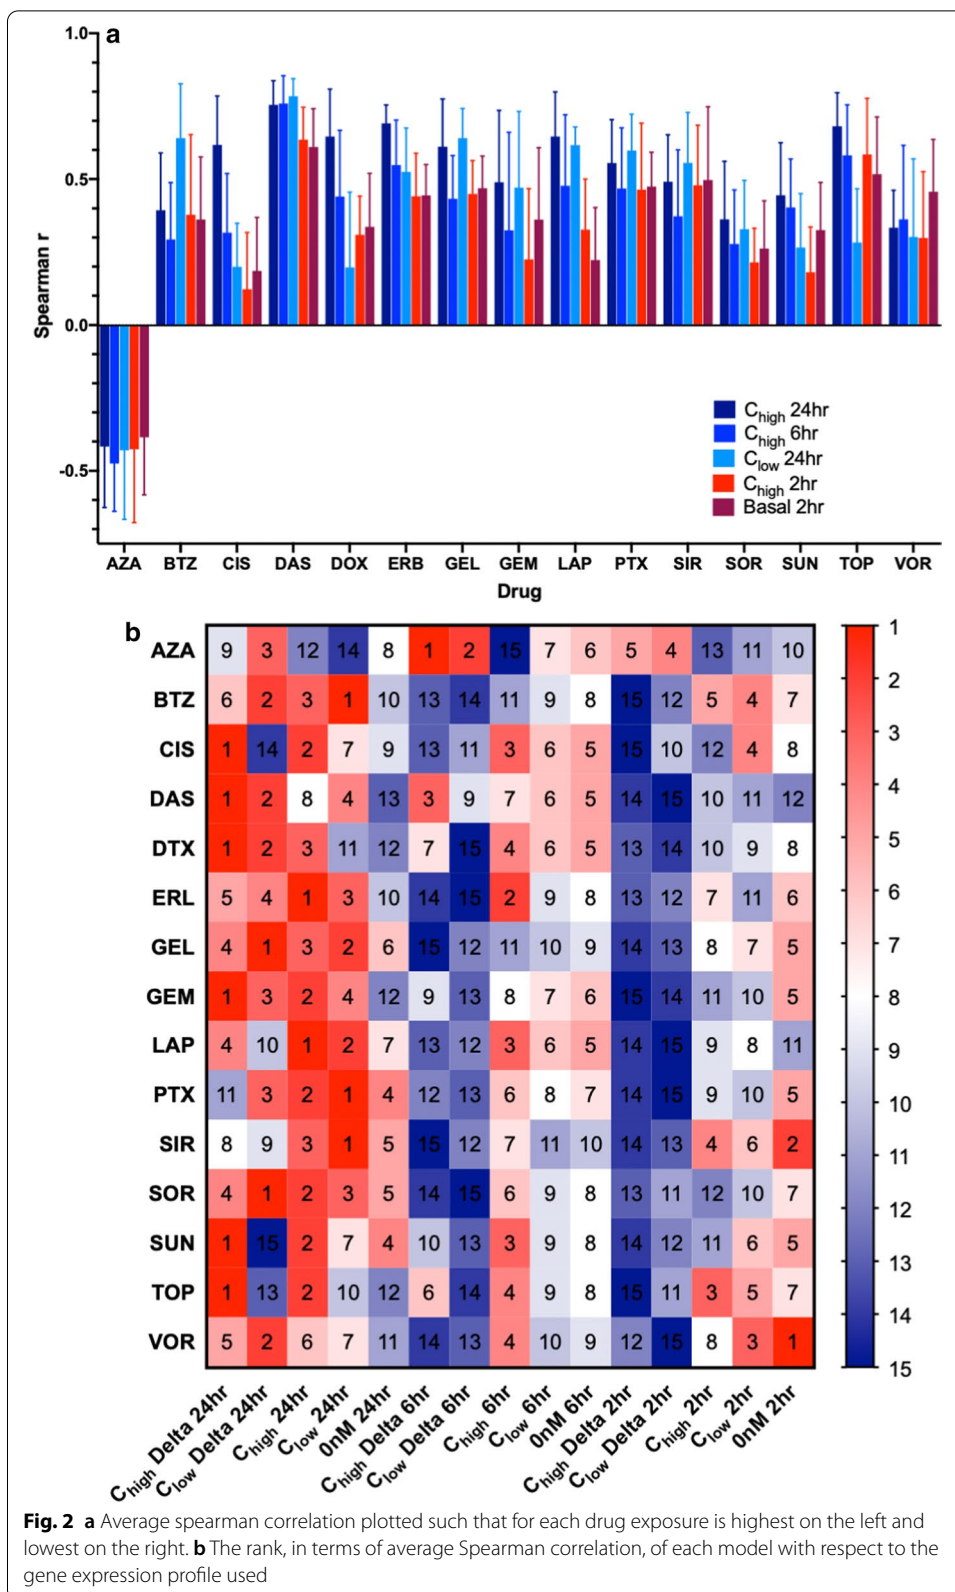 a
1.0
0.5
0.0
-0.5
Spearman r
C high 24hr
C high 6hr
C low 24hr
C high 2hr
Basal 2hr
AZA BTZ CIS DAS DOX ERB GEL GEM LAP PTX SIR SOR SUN TOP VOR
Drug
b
AZA 9 3 12 14 8 1 2 15 7 6 5 4 13 11 10
BTZ 6 2 3 1 10 13 14 11 9 8 15 12 5 4 7
CIS 1 14 2 7 9 13 11 3 6 5 15 10 12 4 8
DAS 1 2 8 4 13 3 9 7 6 5 14 15 10 11 12
DTX 1 2 3 11 12 7 15 4 6 5 13 14 10 9 8
ERL 5 4 1 3 10 14 15 2 9 8 13 12 7 11 6
GEL 4 1 3 2 6 15 12 11 10 9 14 13 8 7 5
GEM 1 3 2 4 12 9 13 8 7 6 15 14 11 10 5
LAP 4 10 1 2 7 13 12 3 6 5 14 15 9 8 11
PTX 11 3 2 1 4 12 13 6 8 7 14 15 9 10 5
SIR 8 9 3 1 5 15 12 7 11 10 14 13 4 6 2
SOR 4 1 2 3 5 14 15 6 9 8 13 11 12 10 7
SUN 1 15 2 7 4 10 13 3 9 8 14 12 11 6 5
TOP 1 13 2 10 12 6 14 4 9 8 15 11 3 5 7
VOR 5 2 6 7 11 14 13 4 10 9 12 15 8 3 1
1
2
3
4
5
6
7
8
9
10
11
12
13
14
15
C high Delta 24hr
C low Delta 24hr
C high 24hr
C low 24hr
0nM 24hr
C high Delta 6hr
C low Delta 6hr
C high 6hr
C low 6hr
0nM 6hr
C high Delta 2hr
C low Delta 2hr
C high 2hr
C low 2hr
0nM 2hr
Fig. 2 a Average spearman correlation plotted such that for each drug exposure is highest on the left and
lowest on the right. b The rank, in terms of average Spearman correlation, of each model with respect to the
gene expression profile used